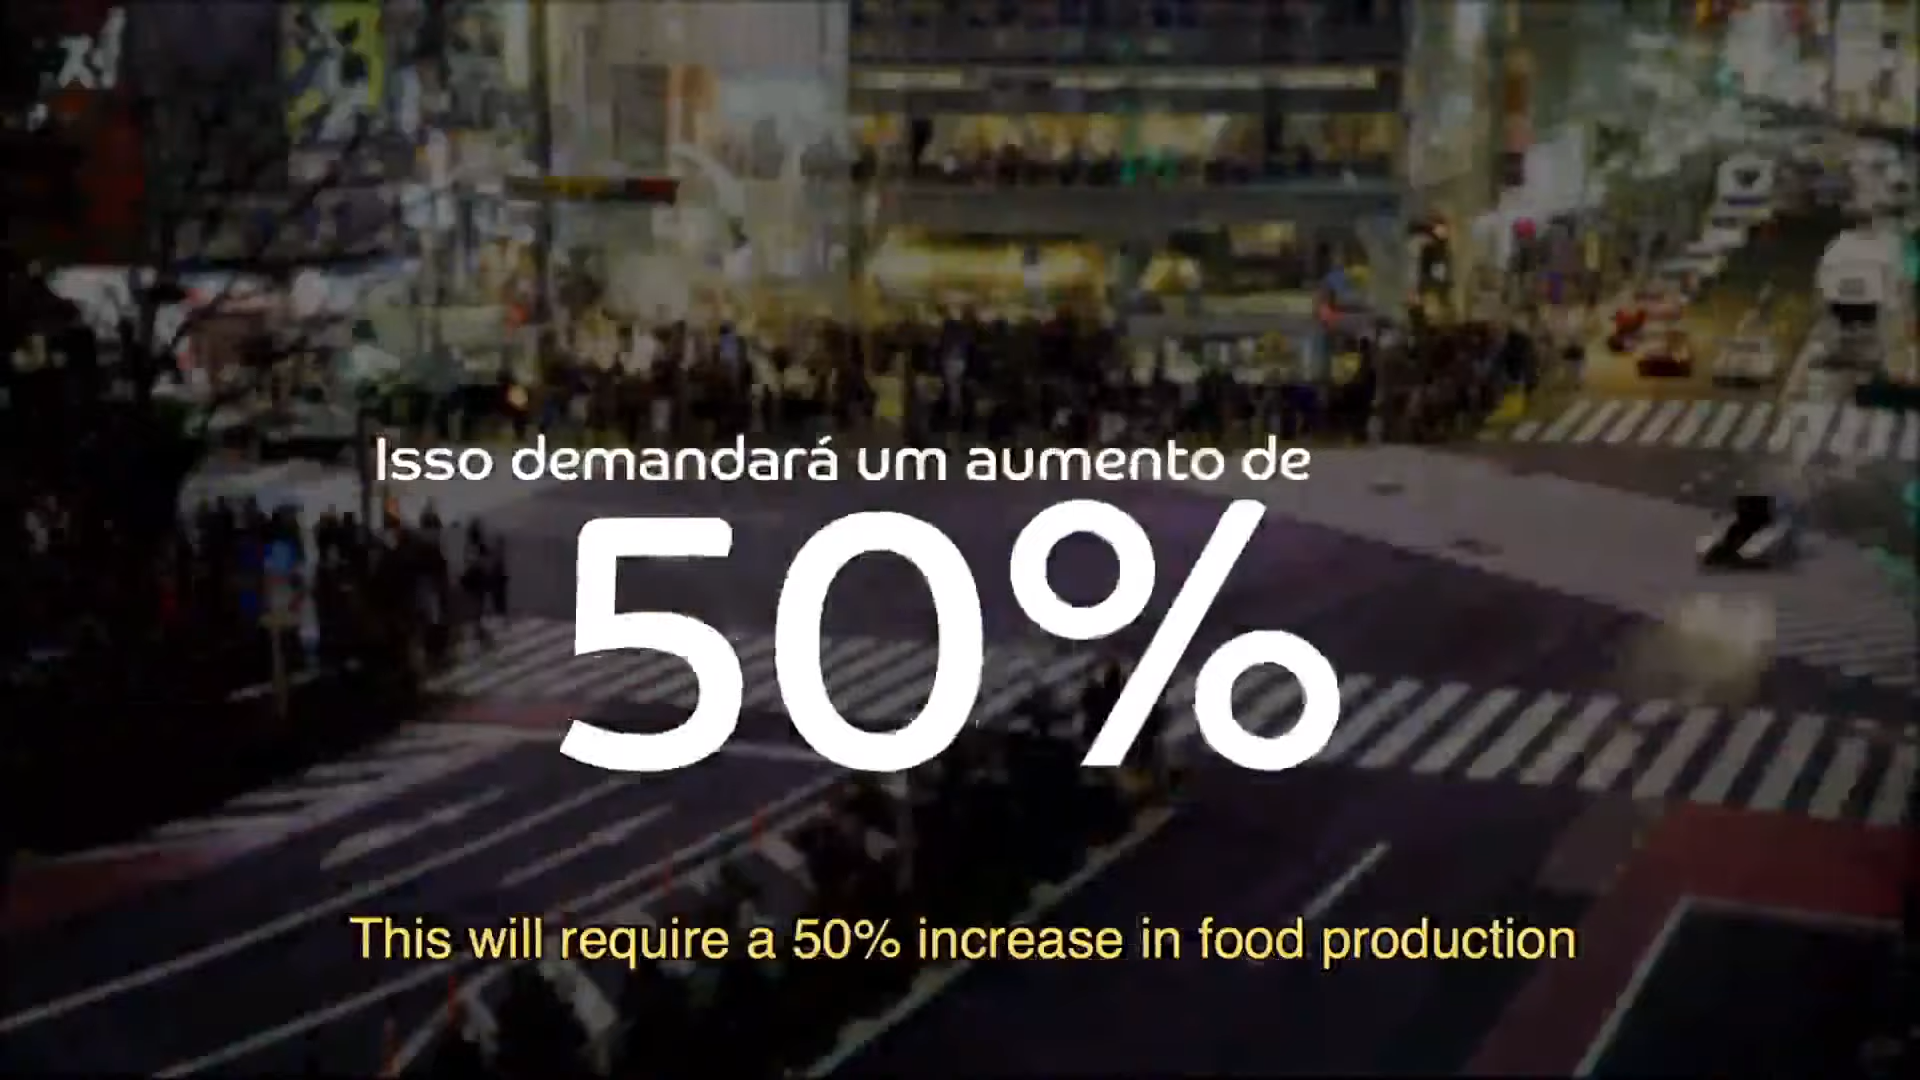 Isso demandará um aumento de
50%
This will require a 50% increase in food production